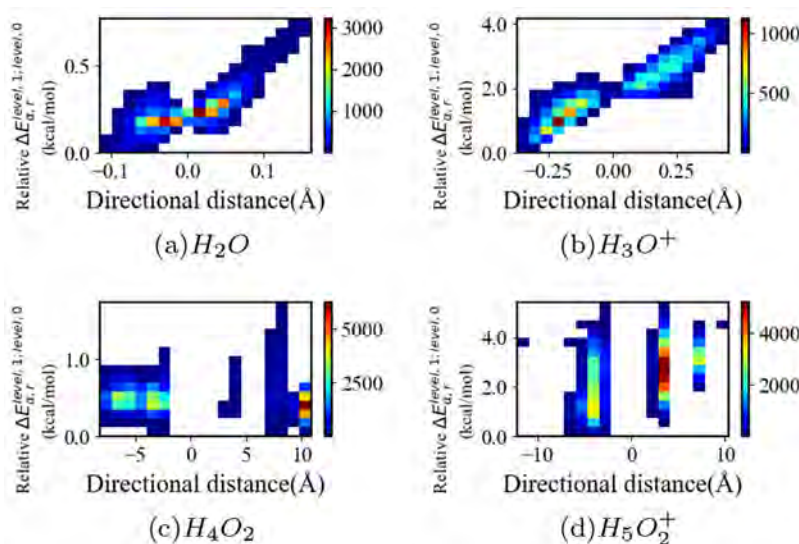 Relative ΔE_{a,r}^{level,1;level,0}
(kcal/mol)
0.5
0.0
−0.1
0.0
0.1
Directional distance(Å)
3000
2000
1000
(a)H₂O
Relative ΔE_{a,r}^{level,1;level,0}
(kcal/mol)
4.0
2.0
0.0
−0.25
0.00
0.25
Directional distance(Å)
1000
500
(b)H₃O⁺
Relative ΔE_{a,r}^{level,1;level,0}
(kcal/mol)
1.0
0.0
−5
0
5
10
Directional distance(Å)
5000
2500
(c)H₄O₂
Relative ΔE_{a,r}^{level,1;level,0}
(kcal/mol)
4.0
2.0
0.0
−10
0
10
Directional distance(Å)
4000
2000
(d)H₅O₂⁺